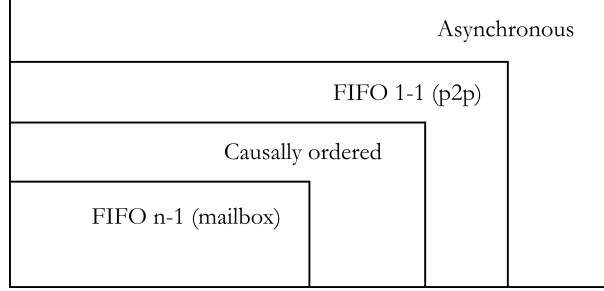 Asynchronous
FIFO 1-1 (p2p)
Causally ordered
FIFO n-1 (mailbox)